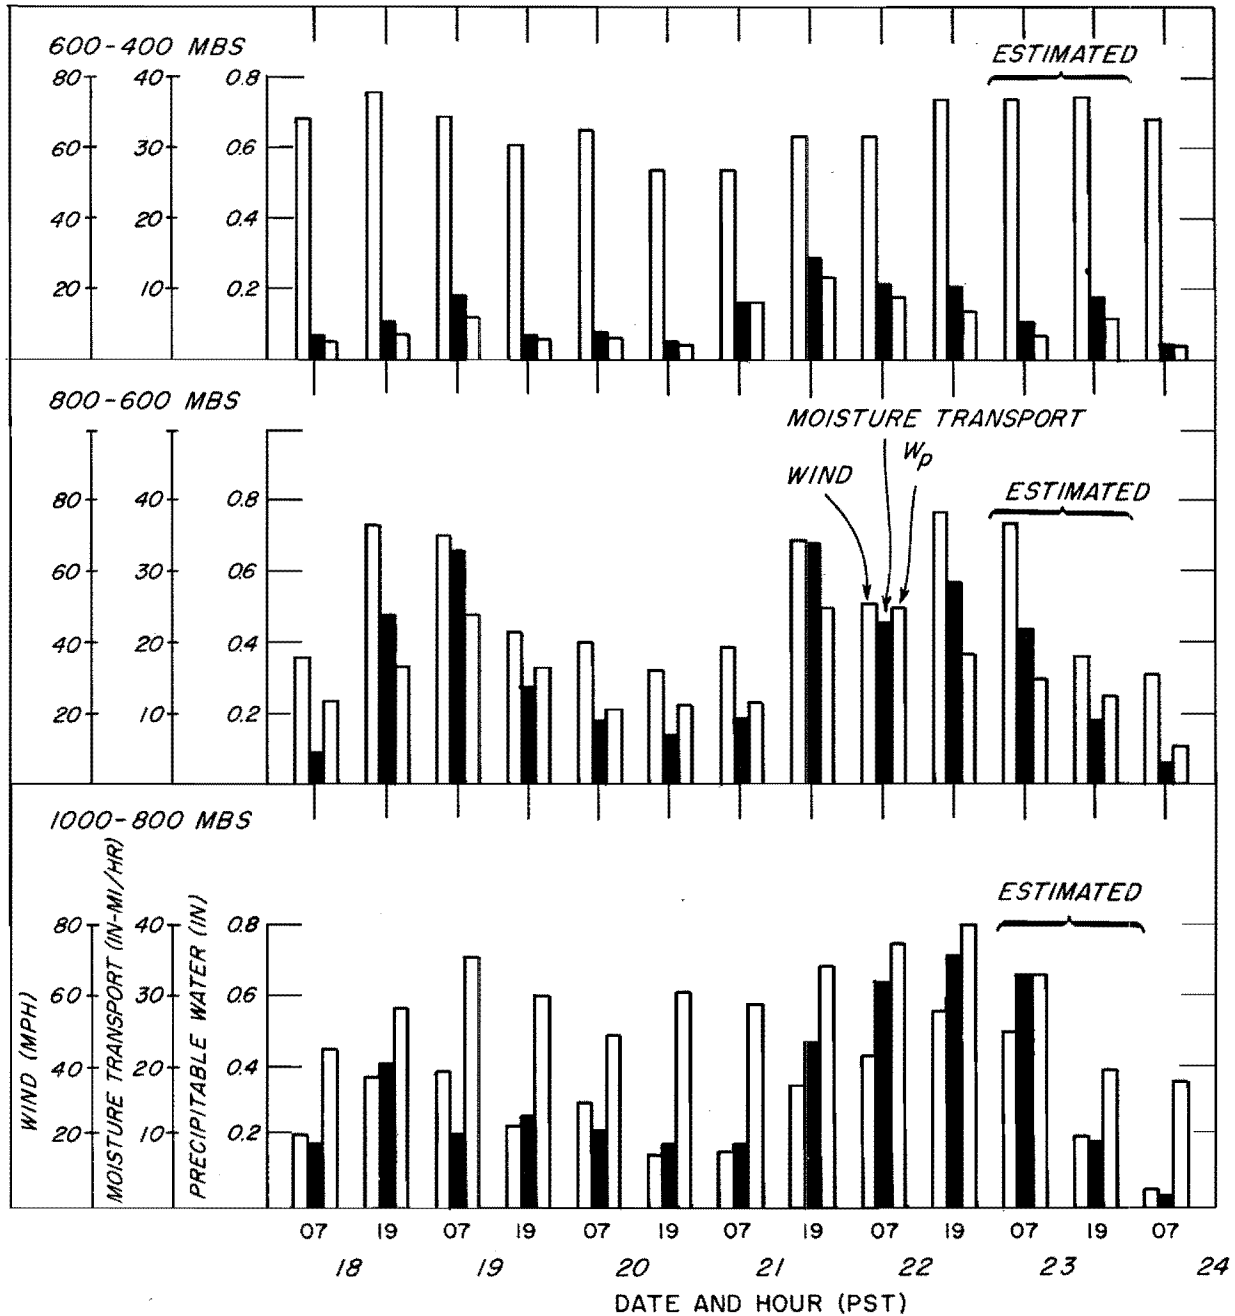 600-400 MBS
ESTIMATED
80 40 0.8
60 30 0.6
40 20 0.4
20 10 0.2
800-600 MBS
MOISTURE TRANSPORT
Wp
WIND
ESTIMATED
80 40 0.8
60 30 0.6
40 20 0.4
20 10 0.2
1000-800 MBS
ESTIMATED
WIND (MPH)
MOISTURE TRANSPORT (IN-MI/HR)
PRECIPITABLE WATER (IN)
80 40 0.8
60 30 0.6
40 20 0.4
20 10 0.2
07 19 07 19 07 19 07 19 07 19 07 19 07
18 19 20 21 22 23 24
DATE AND HOUR (PST)